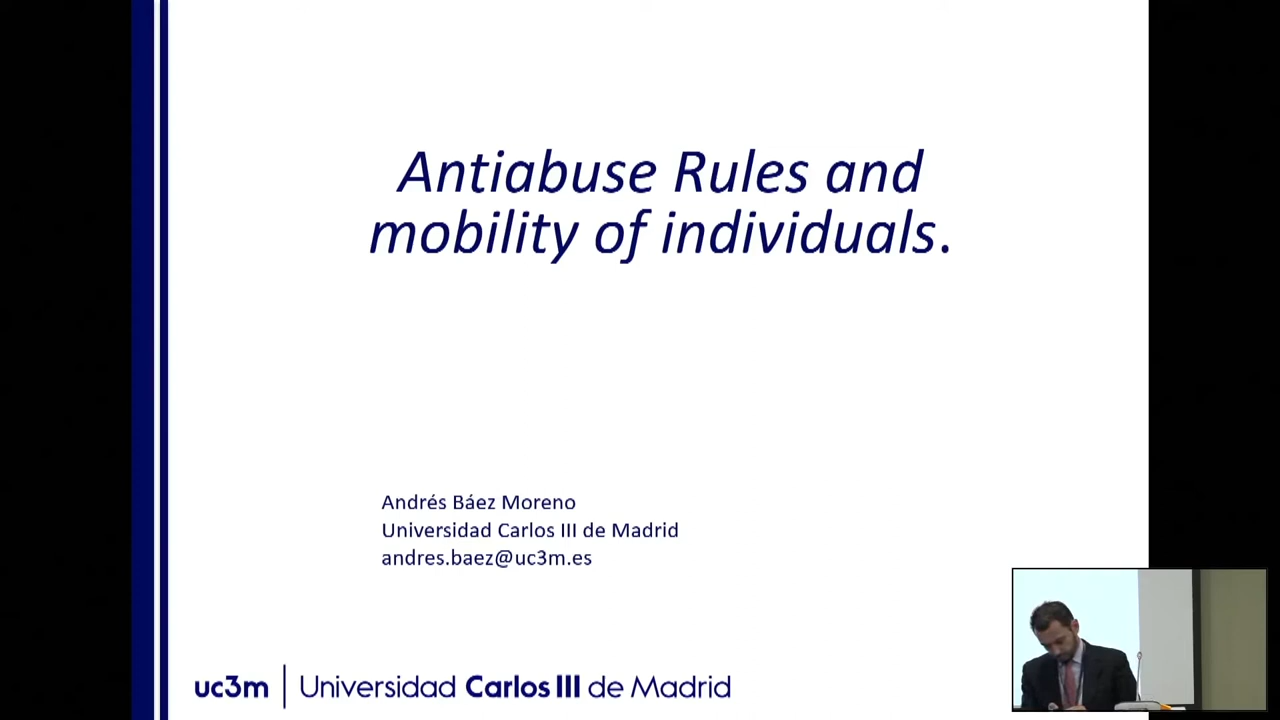 Antiabuse Rules and
mobility of individuals.
Andrés Báez Moreno
Universidad Carlos III de Madrid
andres.baez@uc3m.es
uc3m | Universidad Carlos III de Madrid